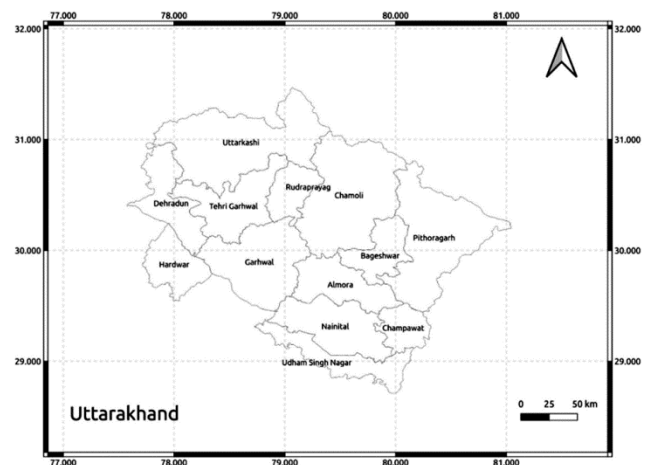 77.000 78.000 79.000 80.000 81.000
32.000 32.000
31.000 31.000
Uttarkashi
Rudraprayag
Chamoli
Dehradun
Tehri Garhwal
Pithoragarh
30.000 30.000
Bageshwar
Hardwar
Garhwal
Almora
Nainital
Champawat
29.000 29.000
Udham Singh Nagar
Uttarakhand
0 25 50 km
77.000 78.000 79.000 80.000 81.000